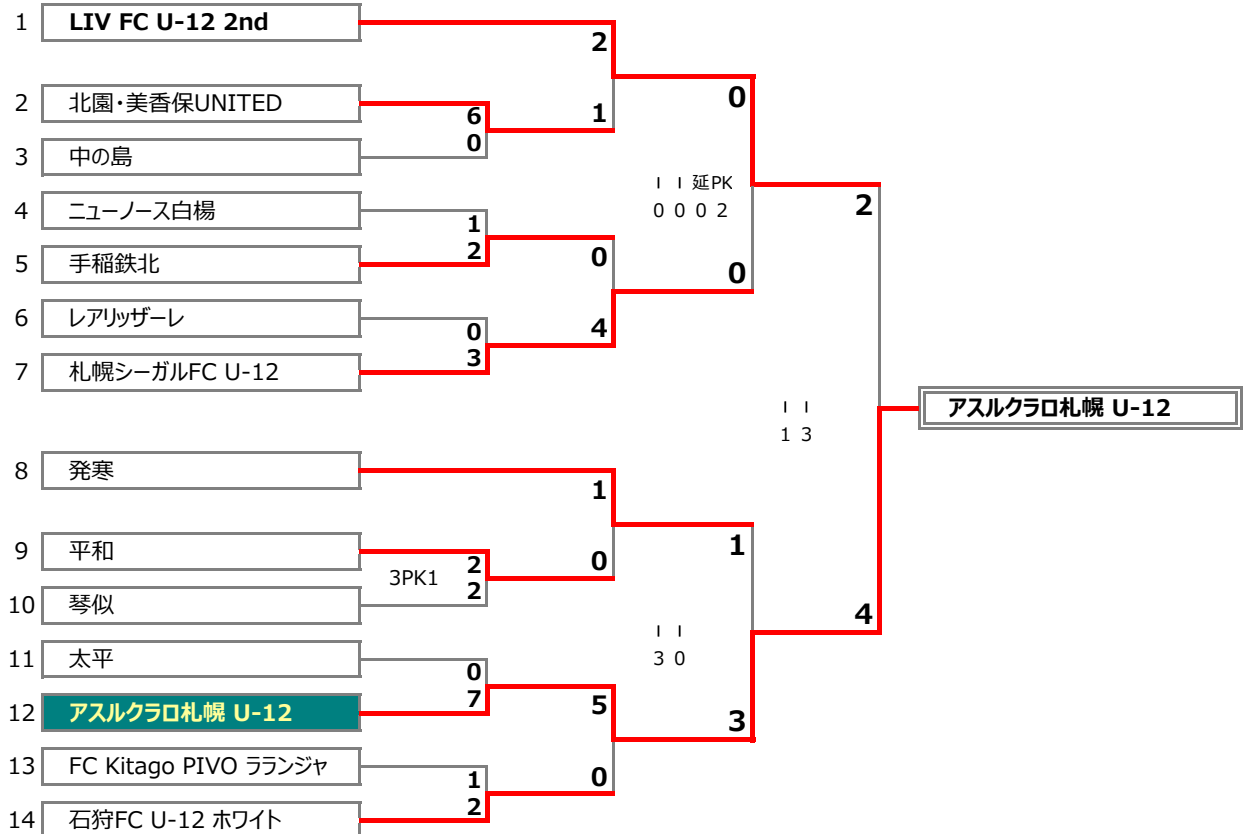 1 LIV FC U-12 2nd
2
2 北園・美香保UNITED
0
6
1
0
3 中の島
I I 延PK
4 ニューノース白楊
0 0 0 2
2
1
2
5 手稲鉄北
0
0
6 レアリッザーレ
0
4
3
7 札幌シーガルFC U-12
I I
アスルクラロ札幌 U-12
1 3
8 発寒
1
9 平和
1
2
0
3PK1
2
10 琴似
4
I I
11 太平
3 0
0
7
12 アスルクラロ札幌 U-12
5
3
13 FC Kitago PIVO ラランジャ
1
0
2
14 石狩FC U-12 ホワイト